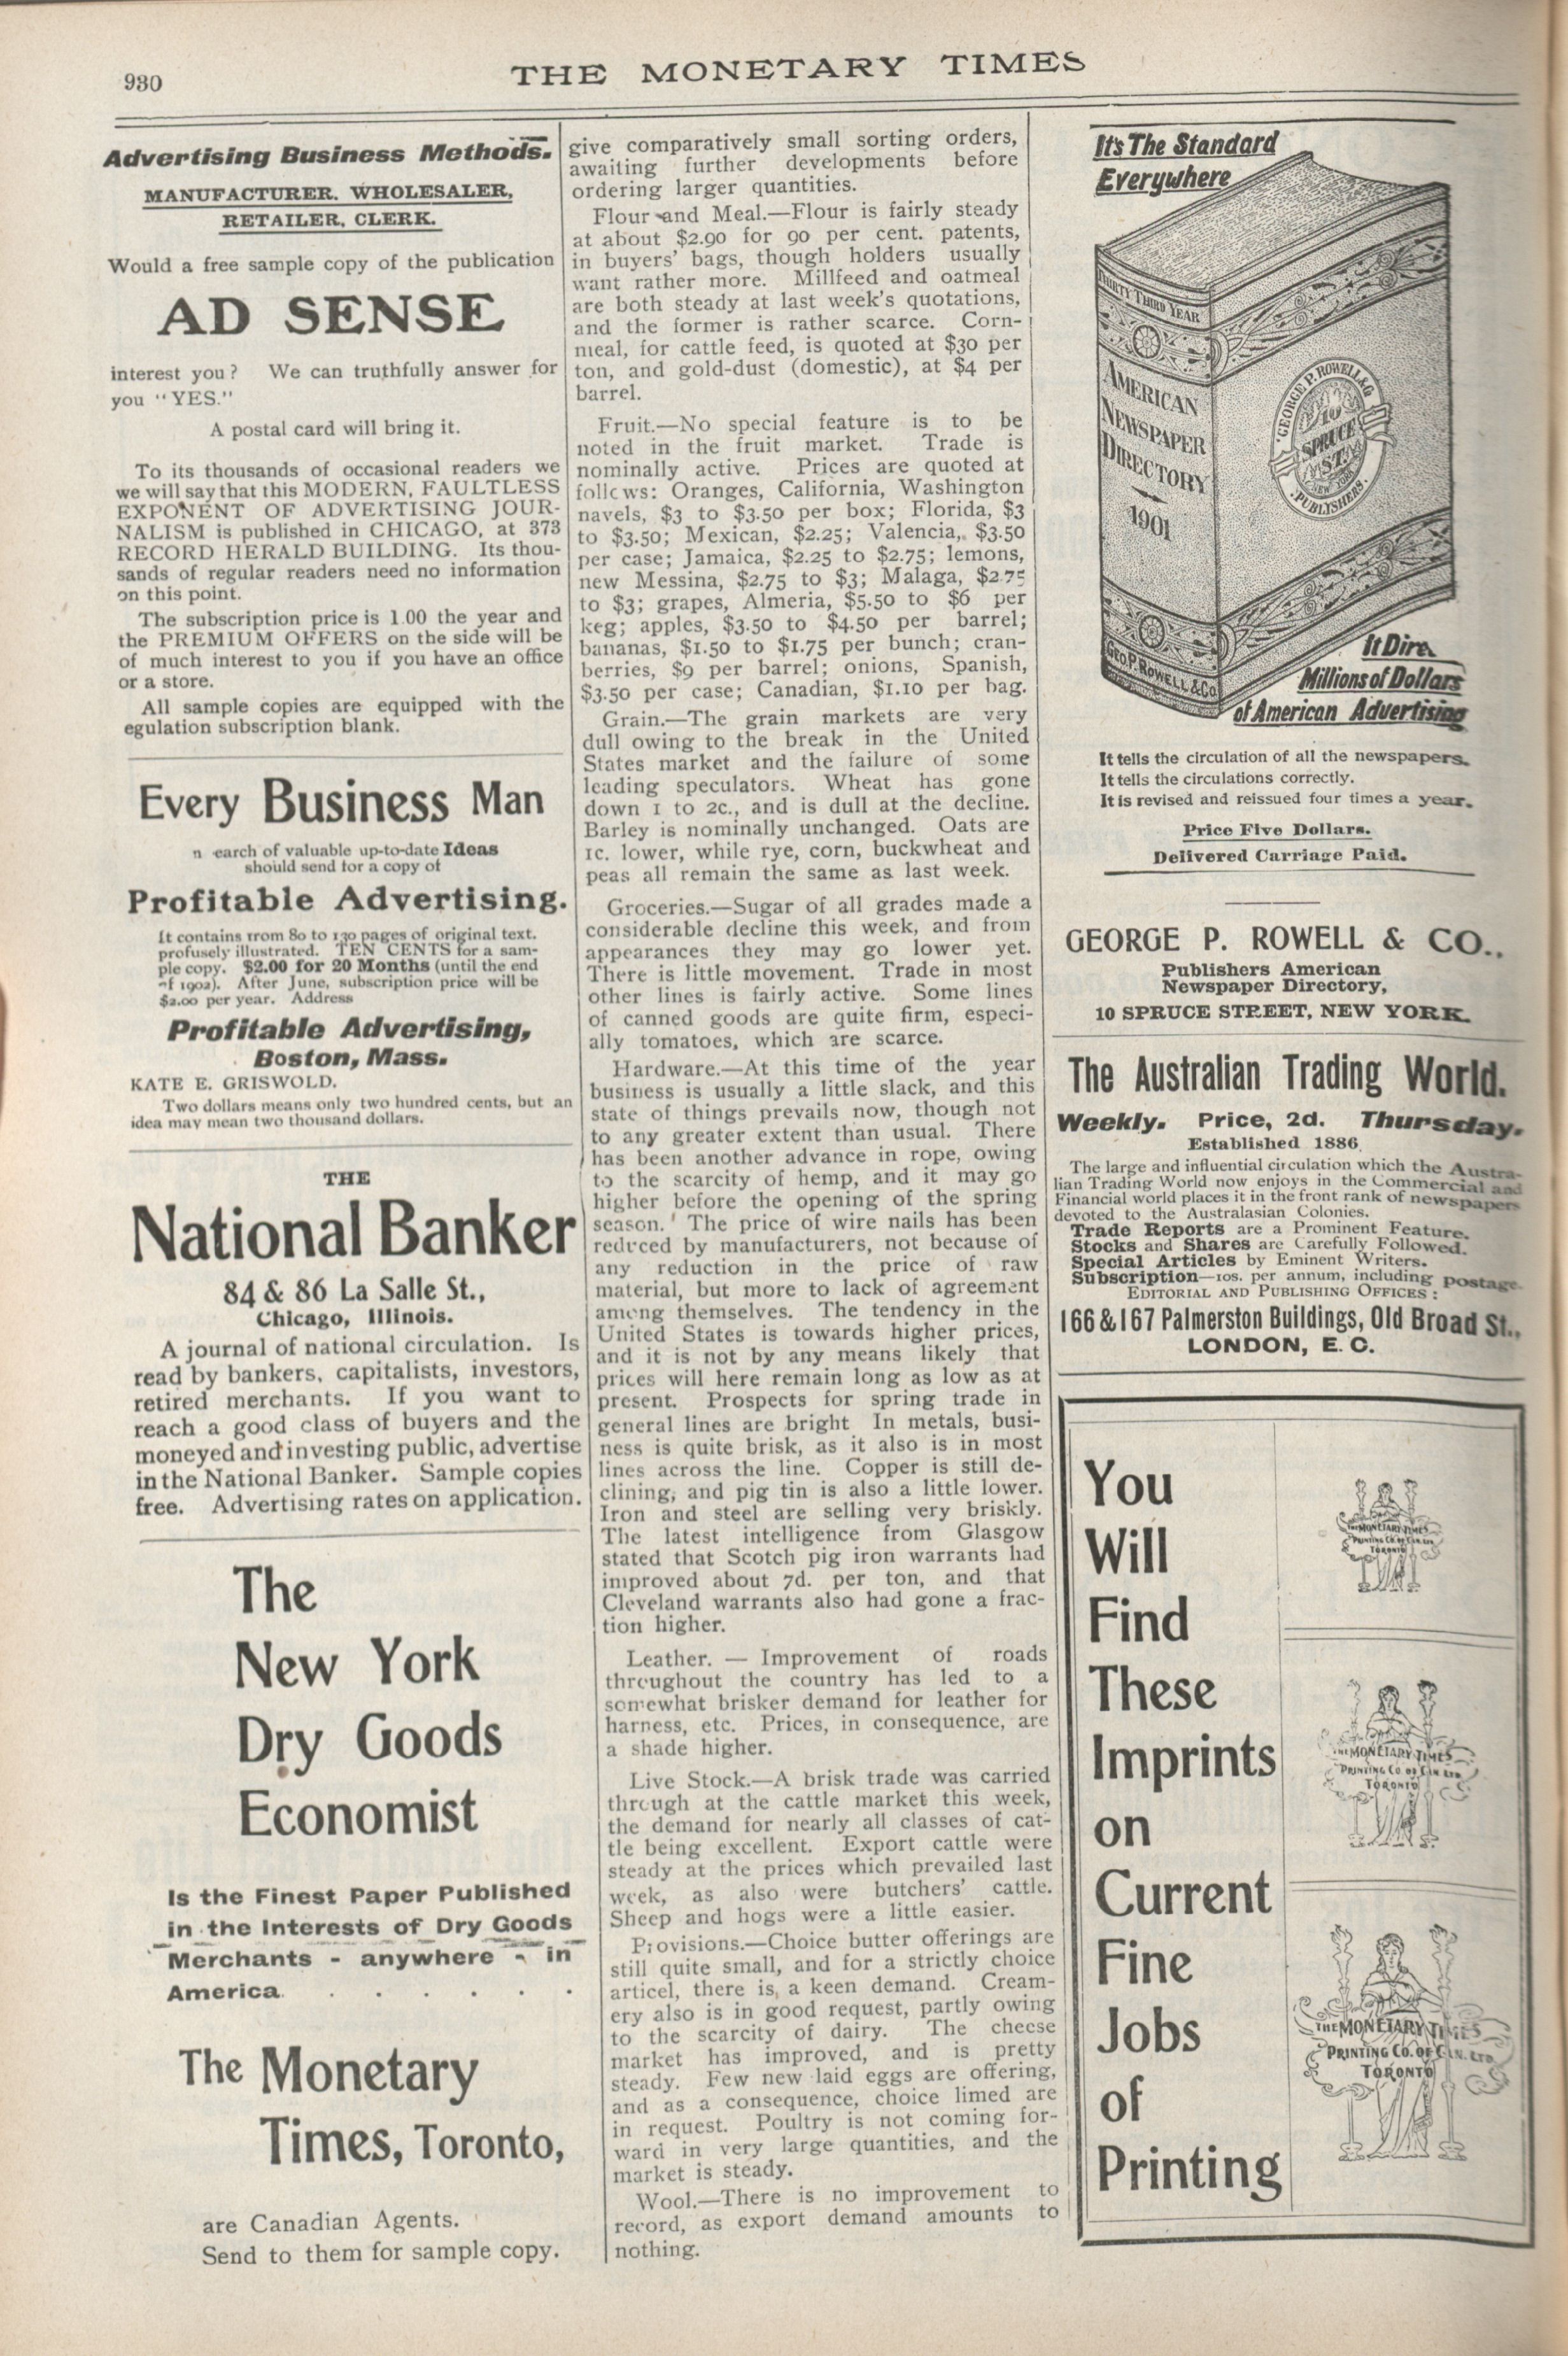 930
THE MONETARY TIMES
Advertising Business Methods.
MANUFACTURER. WHOLESALER,
RETAILER, CLERK.
Would a free sample copy of the publication
AD SENSE
interest you? We can truthfully answer for
you "YES."
A postal card will bring it.
To its thousands of occasional readers we
we will say that this MODERN, FAULTLESS
EXPONENT OF ADVERTISING JOUR-
NALISM is published in CHICAGO, at 373
RECORD HERALD BUILDING. Its thou-
sands of regular readers need no information
on this point.
The subscription price is 1.00 the year and
the PREMIUM OFFERS on the side will be
of much interest to you if you have an office
or a store.
All sample copies are equipped with the
egulation subscription blank.
Every Business Man
n earch of valuable up-to-date Ideas
should send for a copy of
Profitable Advertising.
It contains from 80 to 130 pages of original text.
profusely illustrated. TEN CENTS for a sam-
ple copy. $2.00 for 20 Months (until the end
of 1902). After June, subscription price will be
$2.00 per year. Address
Profitable Advertising,
Boston, Mass.
KATE E. GRISWOLD.
Two dollars means only two hundred cents, but an
idea may mean two thousand dollars.
THE
National Banker
84 & 86 La Salle St.,
Chicago, Illinois.
A journal of national circulation. Is
read by bankers, capitalists, investors,
retired merchants. If you want to
reach a good class of buyers and the
moneyed and investing public, advertise
in the National Banker. Sample copies
free. Advertising rates on application.
The
New York
Dry Goods
Economist
Is the Finest Paper Published
in the Interests of Dry Goods
Merchants - anywhere - in
America . . . . . .
The Monetary
Times, Toronto,
are Canadian Agents.
Send to them for sample copy.
give comparatively small sorting orders,
awaiting further developments before
ordering larger quantities.
Flour and Meal.—Flour is fairly steady
at about $2.90 for 90 per cent. patents,
in buyers' bags, though holders usually
want rather more. Millfeed and oatmeal
are both steady at last week's quotations,
and the former is rather scarce. Corn-
meal, for cattle feed, is quoted at $30 per
ton, and gold-dust (domestic), at $4 per
barrel.
Fruit.—No special feature is to be
noted in the fruit market. Trade is
nominally active. Prices are quoted at
follows: Oranges, California, Washington
navels, $3 to $3.50 per box; Florida, $3
to $3.50; Mexican, $2.25; Valencia, $3.50
per case; Jamaica, $2.25 to $2.75; lemons,
new Messina, $2.75 to $3; Malaga, $2.75
to $3; grapes, Almeria, $5.50 to $6 per
keg; apples, $3.50 to $4.50 per barrel;
bananas, $1.50 to $1.75 per bunch; cran-
berries, $9 per barrel; onions, Spanish,
$3.50 per case; Canadian, $1.10 per bag.
Grain.—The grain markets are very
dull owing to the break in the United
States market and the failure of some
leading speculators. Wheat has gone
down 1 to 2c., and is dull at the decline.
Barley is nominally unchanged. Oats are
1c. lower, while rye, corn, buckwheat and
peas all remain the same as last week.
Groceries.—Sugar of all grades made a
considerable decline this week, and from
appearances they may go lower yet.
There is little movement. Trade in most
other lines is fairly active. Some lines
of canned goods are quite firm, especi-
ally tomatoes, which are scarce.
Hardware.—At this time of the year
business is usually a little slack, and this
state of things prevails now, though not
to any greater extent than usual. There
has been another advance in rope, owing
to the scarcity of hemp, and it may go
higher before the opening of the spring
season. The price of wire nails has been
reduced by manufacturers, not because of
any reduction in the price of raw
material, but more to lack of agreement
among themselves. The tendency in the
United States is towards higher prices,
and it is not by any means likely that
prices will here remain long as low as at
present. Prospects for spring trade in
general lines are bright In metals, busi-
ness is quite brisk, as it also is in most
lines across the line. Copper is still de-
clining, and pig tin is also a little lower.
Iron and steel are selling very briskly.
The latest intelligence from Glasgow
stated that Scotch pig iron warrants had
improved about 7d. per ton, and that
Cleveland warrants also had gone a frac-
tion higher.
Leather. — Improvement of roads
throughout the country has led to a
somewhat brisker demand for leather for
harness, etc. Prices, in consequence, are
a shade higher.
Live Stock.—A brisk trade was carried
through at the cattle market this week,
the demand for nearly all classes of cat-
tle being excellent. Export cattle were
steady at the prices which prevailed last
week, as also were butchers' cattle.
Sheep and hogs were a little easier.
Provisions.—Choice butter offerings are
still quite small, and for a strictly choice
articel, there is, a keen demand. Cream-
ery also is in good request, partly owing
to the scarcity of dairy. The cheese
market has improved, and is pretty
steady. Few new laid eggs are offering,
and as a consequence, choice limed are
in request. Poultry is not coming for-
ward in very large quantities, and the
market is steady.
Wool.—There is no improvement to
record, as export demand amounts to
nothing.
It's The Standard
Everywhere
THIRTY THIRD YEAR
AMERICAN
NEWSPAPER
DIRECTORY
1901
GEO. P. ROWELL & CO
GEORGE P. ROWELL & CO
10
SPRUCE
ST.
NEW YORK
PUBLISHERS.
It Dire
Millions of Dollars
of American Advertising
It tells the circulation of all the newspapers.
It tells the circulations correctly.
It is revised and reissued four times a year.
Price Five Dollars.
Delivered Carriage Paid.
GEORGE P. ROWELL & CO.,
Publishers American
Newspaper Directory,
10 SPRUCE STREET, NEW YORK.
The Australian Trading World.
Weekly. Price, 2d. Thursday.
Established 1886.
The large and influential circulation which the Austra-
lian Trading World now enjoys in the Commercial and
Financial world places it in the front rank of newspapers
devoted to the Australasian Colonies.
Trade Reports are a Prominent Feature.
Stocks and Shares are Carefully Followed.
Special Articles by Eminent Writers.
Subscription—10s. per annum, including postage.
EDITORIAL AND PUBLISHING OFFICES:
166 & 167 Palmerston Buildings, Old Broad St.,
LONDON, E. C.
You
Will
Find
These
Imprints
on
Current
Fine
Jobs
of
Printing
THE MONETARY TIMES
PRINTING CO. OF CAN. LTD
TORONTO
THE MONETARY TIMES
PRINTING CO. OF CAN. LTD
TORONTO
THE MONETARY TIMES
PRINTING CO. OF CAN. LTD
TORONTO